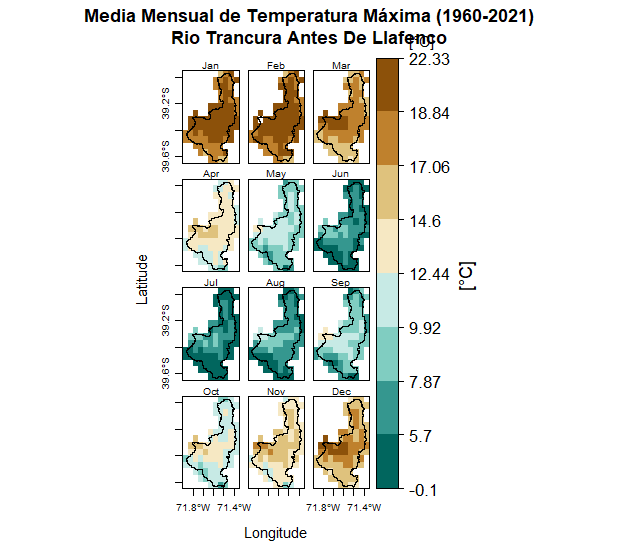 Media Mensual de Temperatura Máxima (1960-2021)
Rio Trancura Antes De Llafenco
[°C]
Jan Feb Mar
Apr May Jun
Jul Aug Sep
Oct Nov Dec
39.2°S
39.6°S
39.2°S
39.6°S
71.8°W 71.4°W 71.8°W 71.4°W
Latitude
Longitude
22.33
18.84
17.06
14.6
12.44
9.92
7.87
5.7
-0.1
[°C]